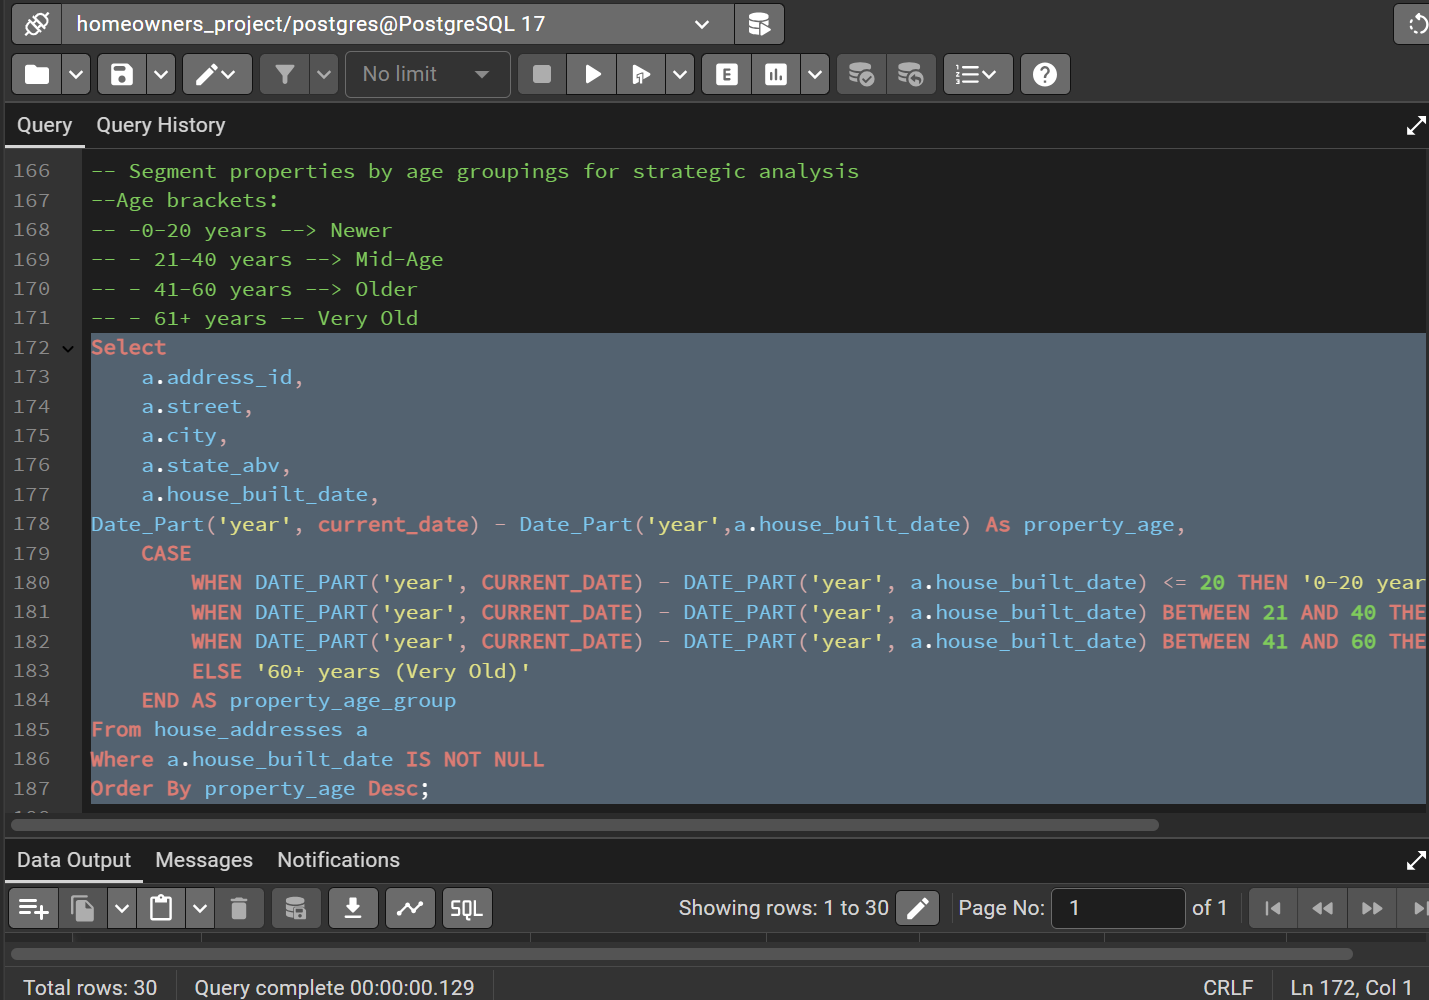 homeowners_project/postgres@PostgreSQL 17
No limit
Query Query History
166 -- Segment properties by age groupings for strategic analysis
167 --Age brackets:
168 -- -0-20 years --> Newer
169 -- - 21-40 years --> Mid-Age
170 -- - 41-60 years --> Older
171 -- - 61+ years -- Very Old
172 Select
173     a.address_id,
174     a.street,
175     a.city,
176     a.state_abv,
177     a.house_built_date,
178 Date_Part('year', current_date) - Date_Part('year',a.house_built_date) As property_age,
179     CASE
180         WHEN DATE_PART('year', CURRENT_DATE) - DATE_PART('year', a.house_built_date) <= 20 THEN '0-20 year
181         WHEN DATE_PART('year', CURRENT_DATE) - DATE_PART('year', a.house_built_date) BETWEEN 21 AND 40 THE
182         WHEN DATE_PART('year', CURRENT_DATE) - DATE_PART('year', a.house_built_date) BETWEEN 41 AND 60 THE
183         ELSE '60+ years (Very Old)'
184     END AS property_age_group
185 From house_addresses a
186 Where a.house_built_date IS NOT NULL
187 Order By property_age Desc;
Data Output Messages Notifications
SQL Showing rows: 1 to 30 Page No: 1 of 1
Total rows: 30 Query complete 00:00:00.129 CRLF Ln 172, Col 1